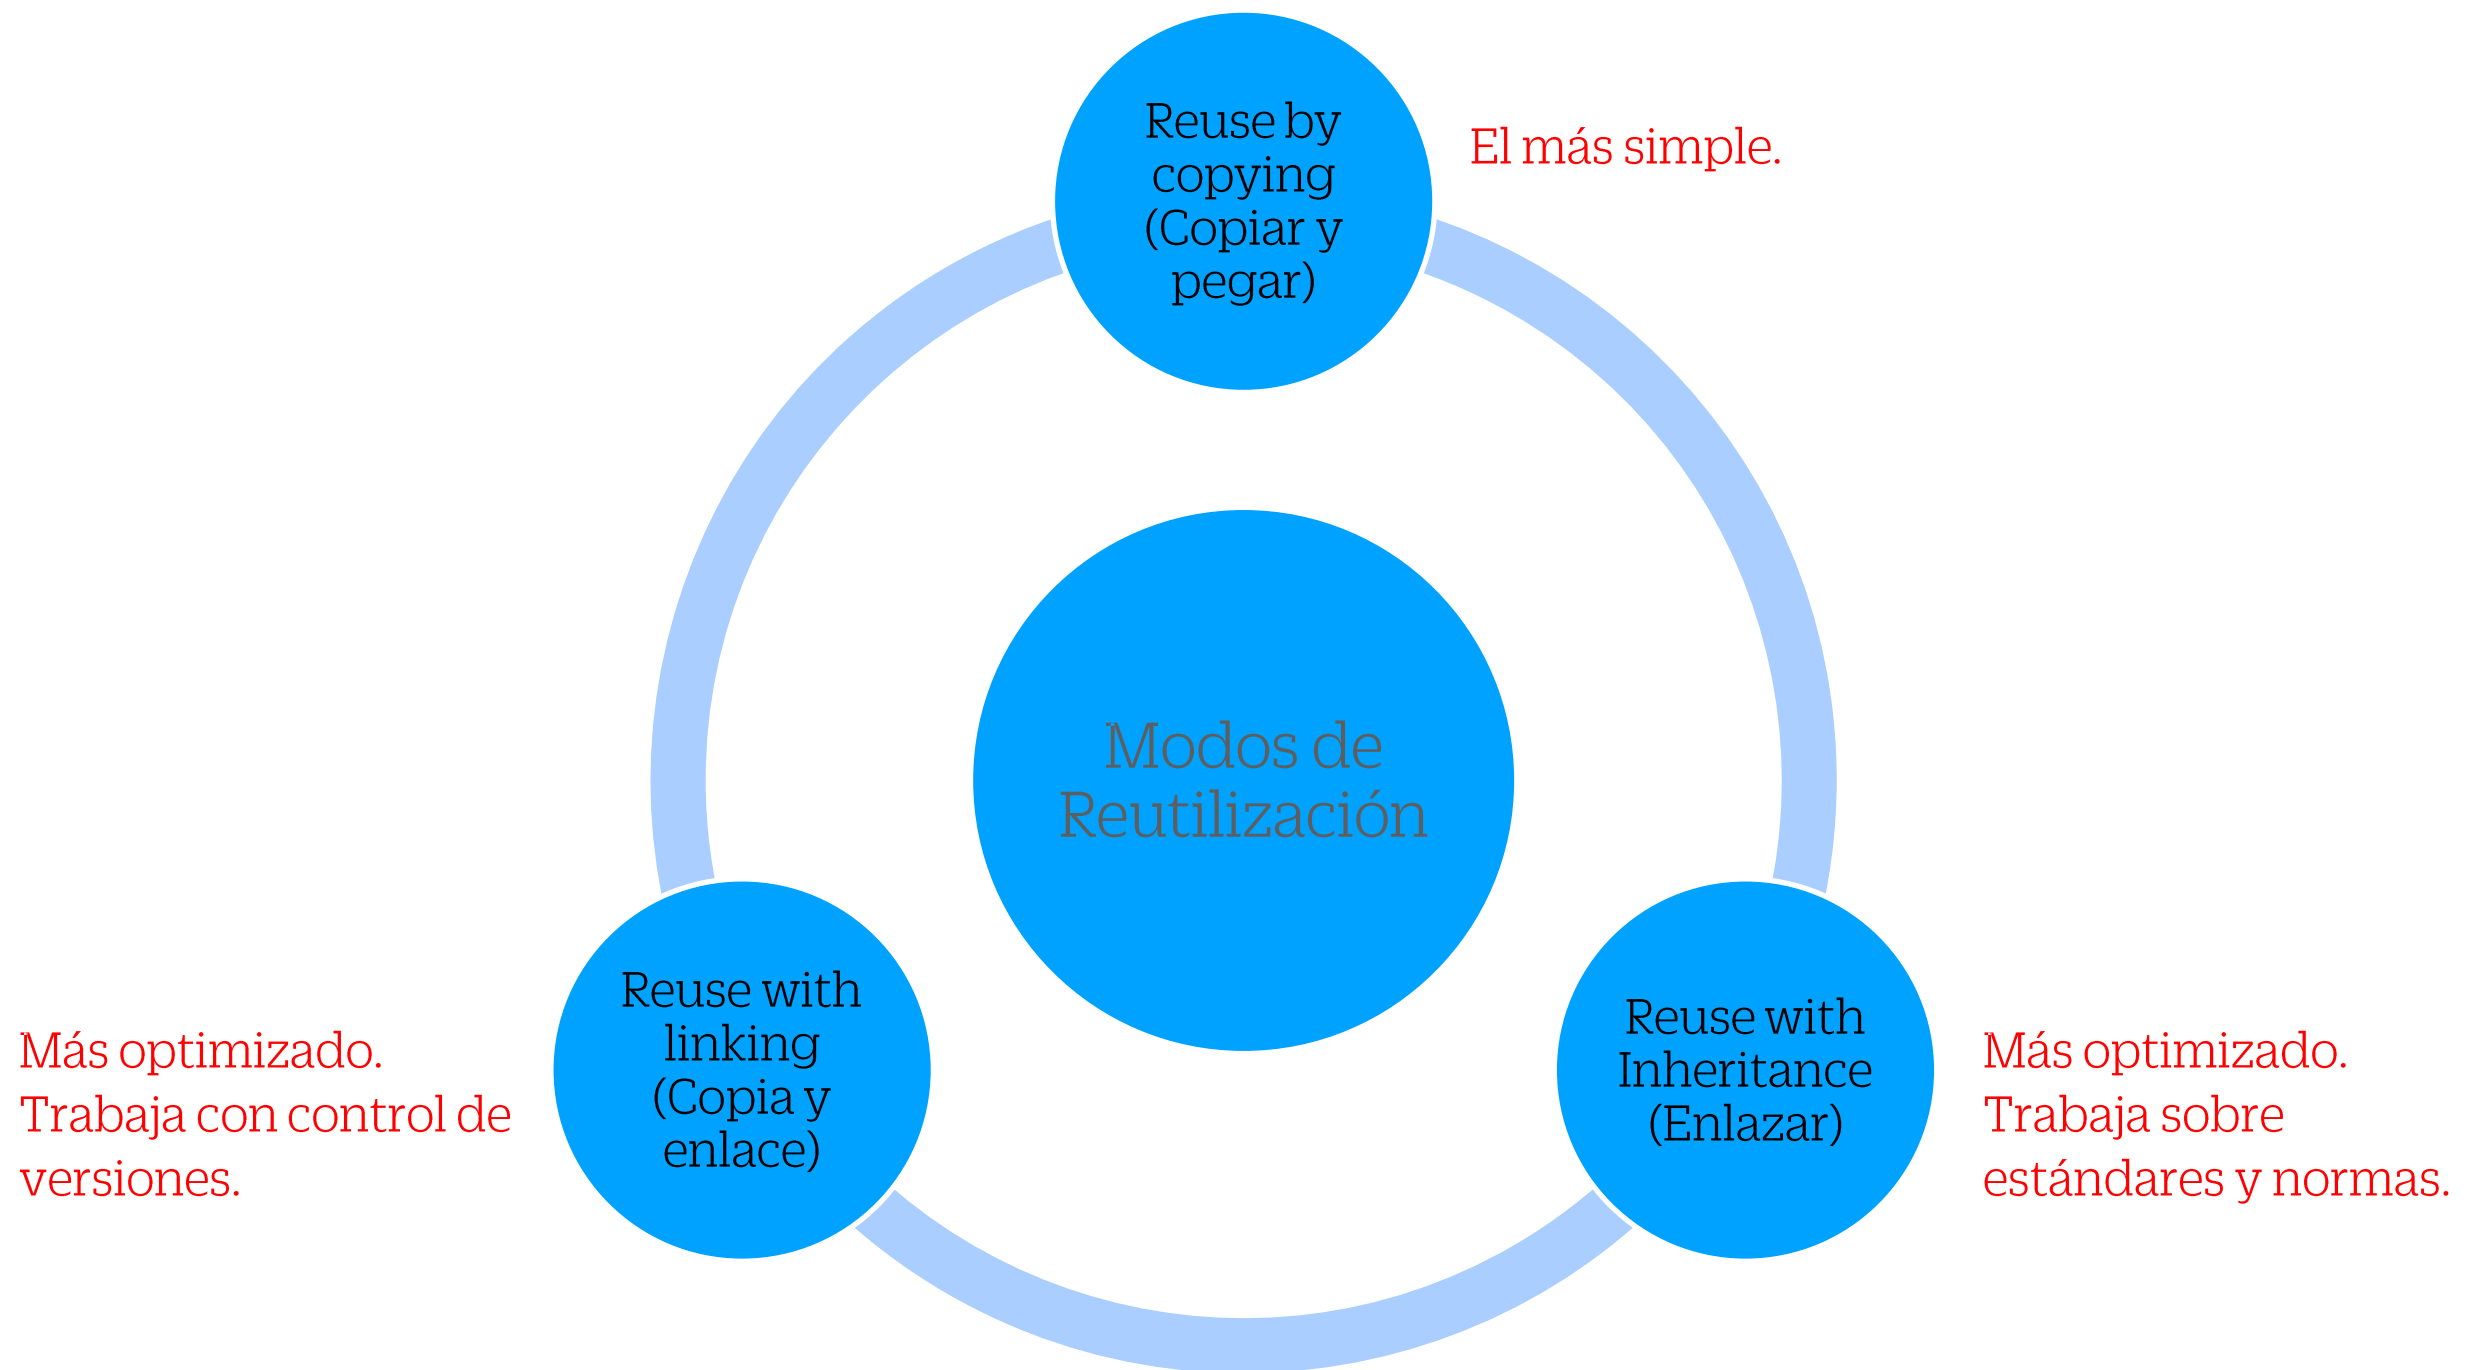 Reuse by
copying
(Copiar y
pegar)
El más simple.
Modos de
Reutilización
Reuse with
linking
(Copia y
enlace)
Más optimizado.
Trabaja con control de
versiones.
Reuse with
Inheritance
(Enlazar)
Más optimizado.
Trabaja sobre
estándares y normas.